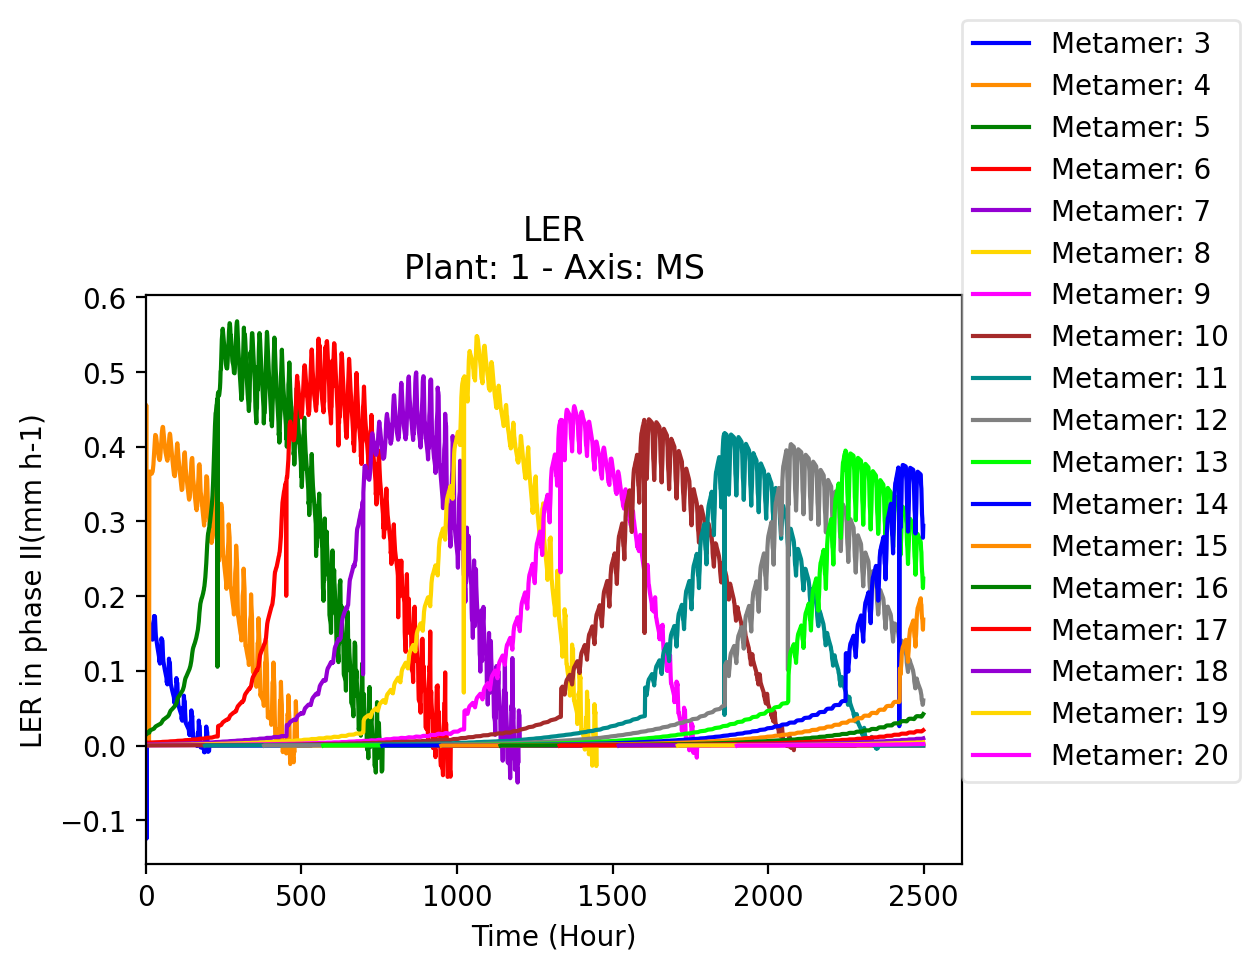 LER
Plant: 1 - Axis: MS
LER in phase II(mm h-1)
0.6
0.5
0.4
0.3
0.2
0.1
0.0
−0.1
0
500
1000
1500
2000
2500
Time (Hour)
Metamer: 3
Metamer: 4
Metamer: 5
Metamer: 6
Metamer: 7
Metamer: 8
Metamer: 9
Metamer: 10
Metamer: 11
Metamer: 12
Metamer: 13
Metamer: 14
Metamer: 15
Metamer: 16
Metamer: 17
Metamer: 18
Metamer: 19
Metamer: 20